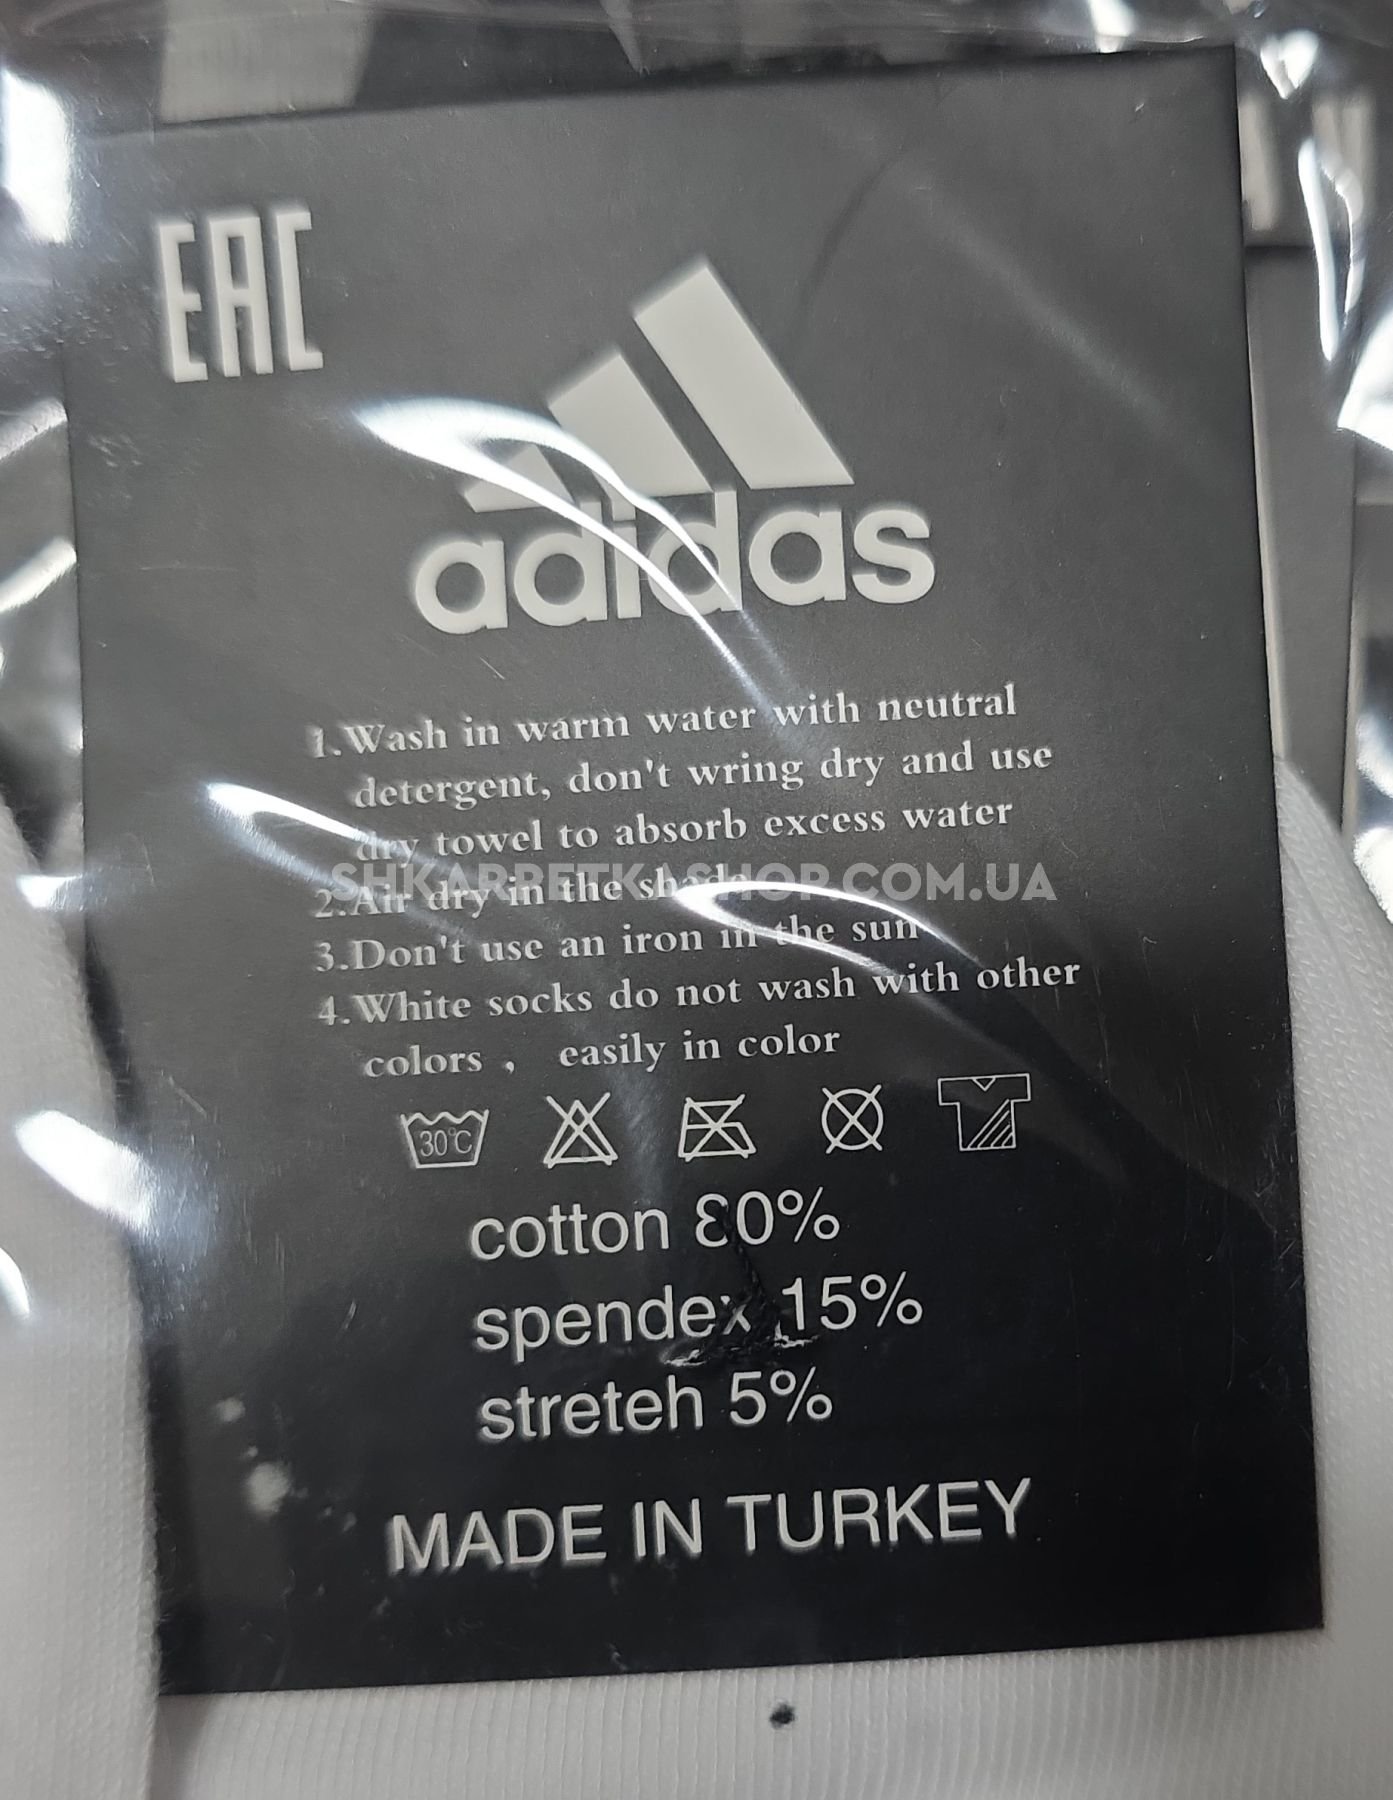 EAC
adidas
1.Wash in warm water with neutral
detergent, don't wring dry and use
dry towel to absorb excess water
SHKARPETKASHOP.COM.UA
2.Air dry in the shade
3.Don't use an iron in the sun
4.White socks do not wash with other
colors , easily in color
30°C
cotton 80%
spendex 15%
streteh 5%
MADE IN TURKEY